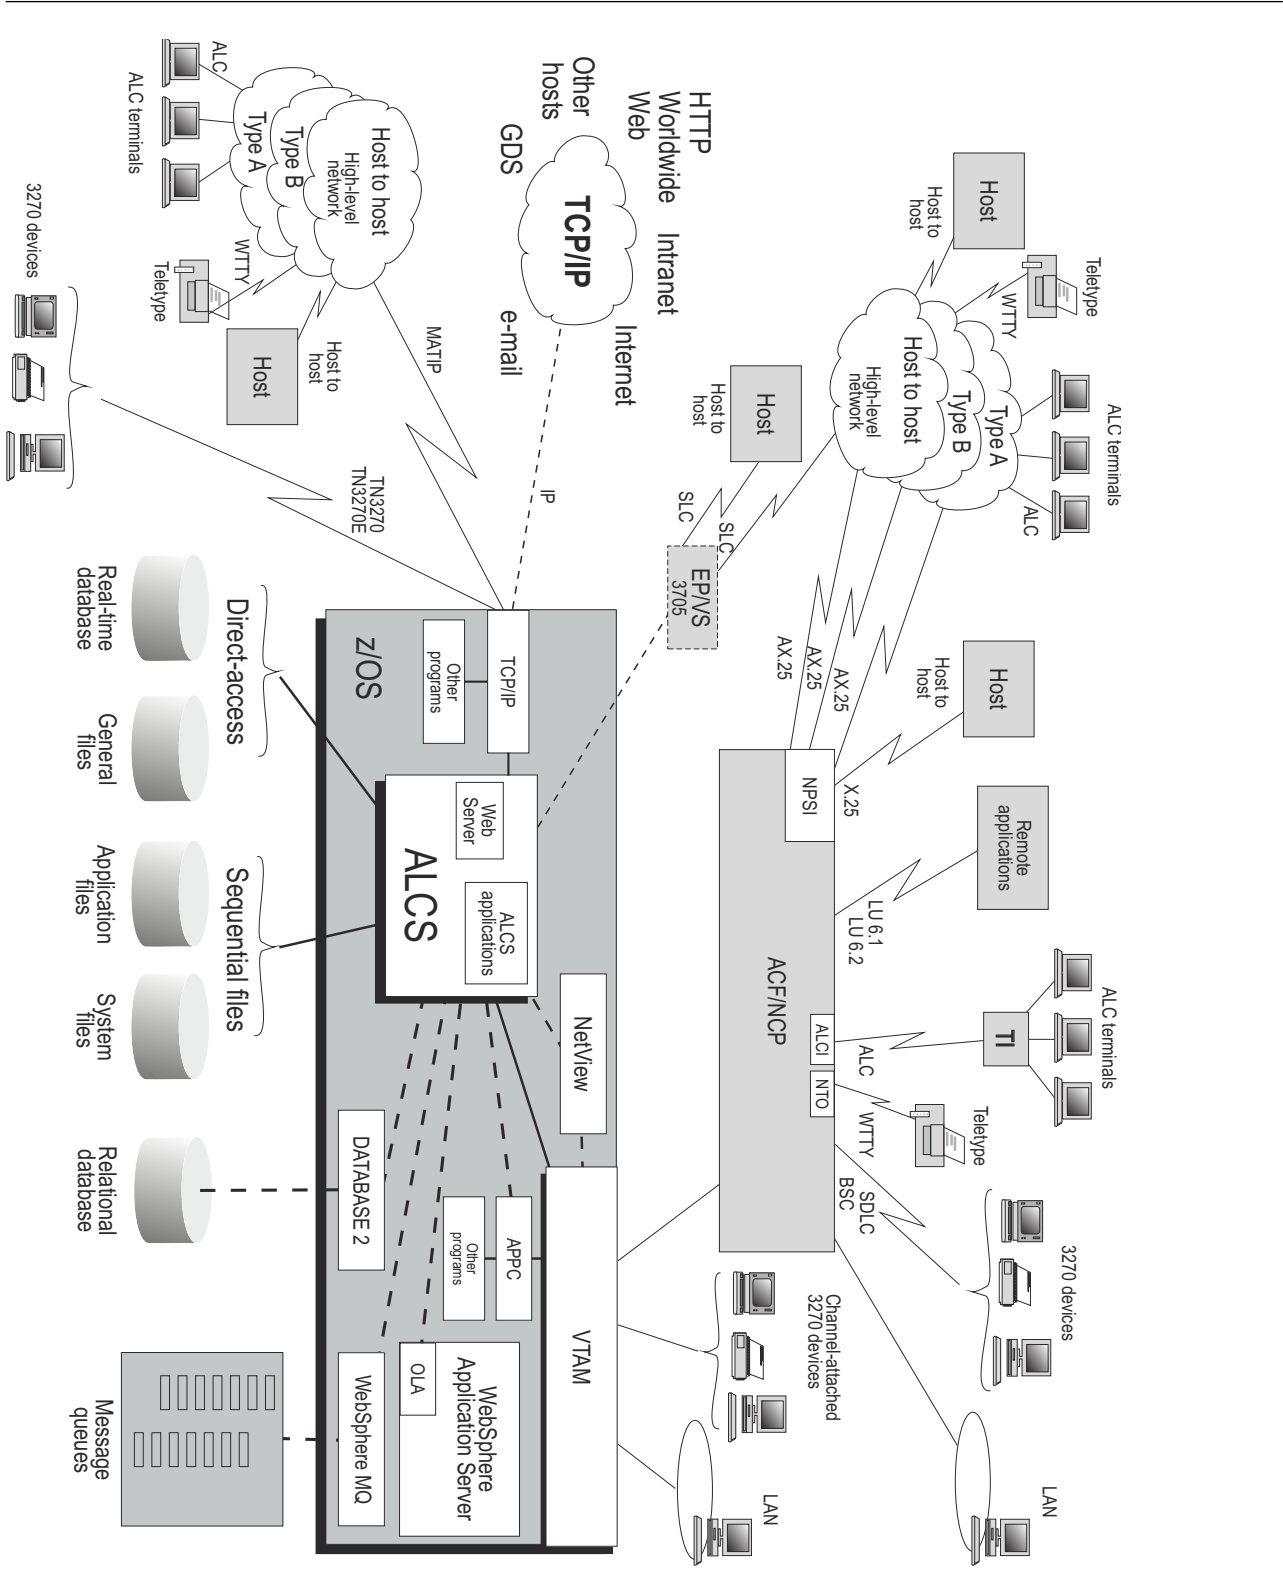 ALC terminals
LAN
Teletype
ALC terminals
3270 devices
WTTY
ALC
Teletype
Host
Host to
host
Type A
Type B
Host to host
High-level
network
Host
Host to
host
Remote
applications
TI
X.25
LU 6.1
LU 6.2
ALC
WTTY
SDLC
BSC
AX.25
AX.25
AX.25
NPSI
ACF/NCP
ALCI
NTO
Channel-attached
3270 devices
LAN
Host
Host to
host
SLC
SLC
EP/VS
3705
HTTP
Worldwide
Web
Intranet
Internet
Other
hosts
TCP/IP
GDS
e-mail
IP
TCP/IP
Other
programs
z/OS
Web
Server
ALCS
applications
ALCS
NetView
VTAM
APPC
Other
programs
DATABASE 2
WebSphere
Application Server
OLA
WebSphere MQ
MATIP
TN3270
TN3270E
Host to host
High-level
network
Type B
Type A
ALC
ALC terminals
WTTY
Teletype
Host to
host
Host
3270 devices
Direct-access
Sequential files
Real-time
database
General
files
Application
files
System
files
Relational
database
Message
queues